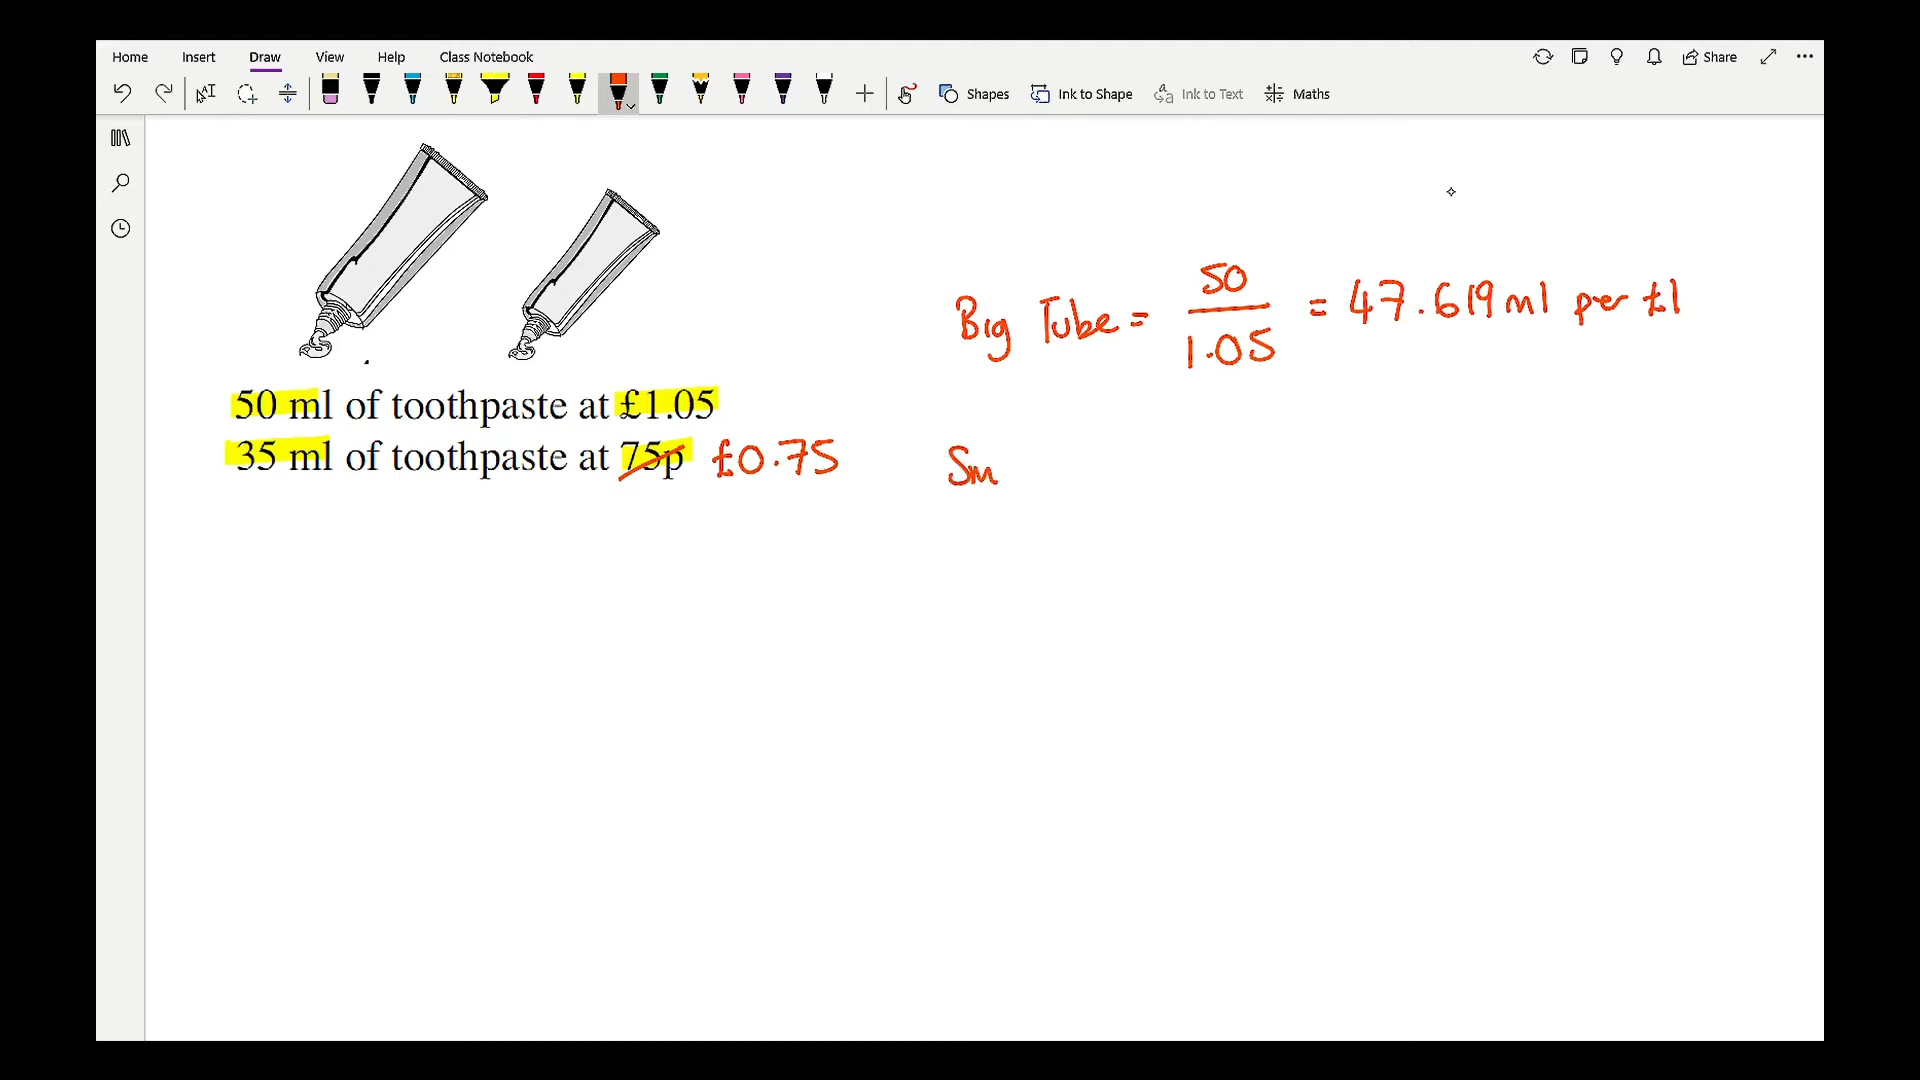 Home Insert Draw View Help Class Notebook Share
Shapes Ink to Shape Ink to Text Maths
Big Tube = 50 / 1.05 = 47.619 ml per £1
50 ml of toothpaste at £1.05
35 ml of toothpaste at 75p £0.75
Sm